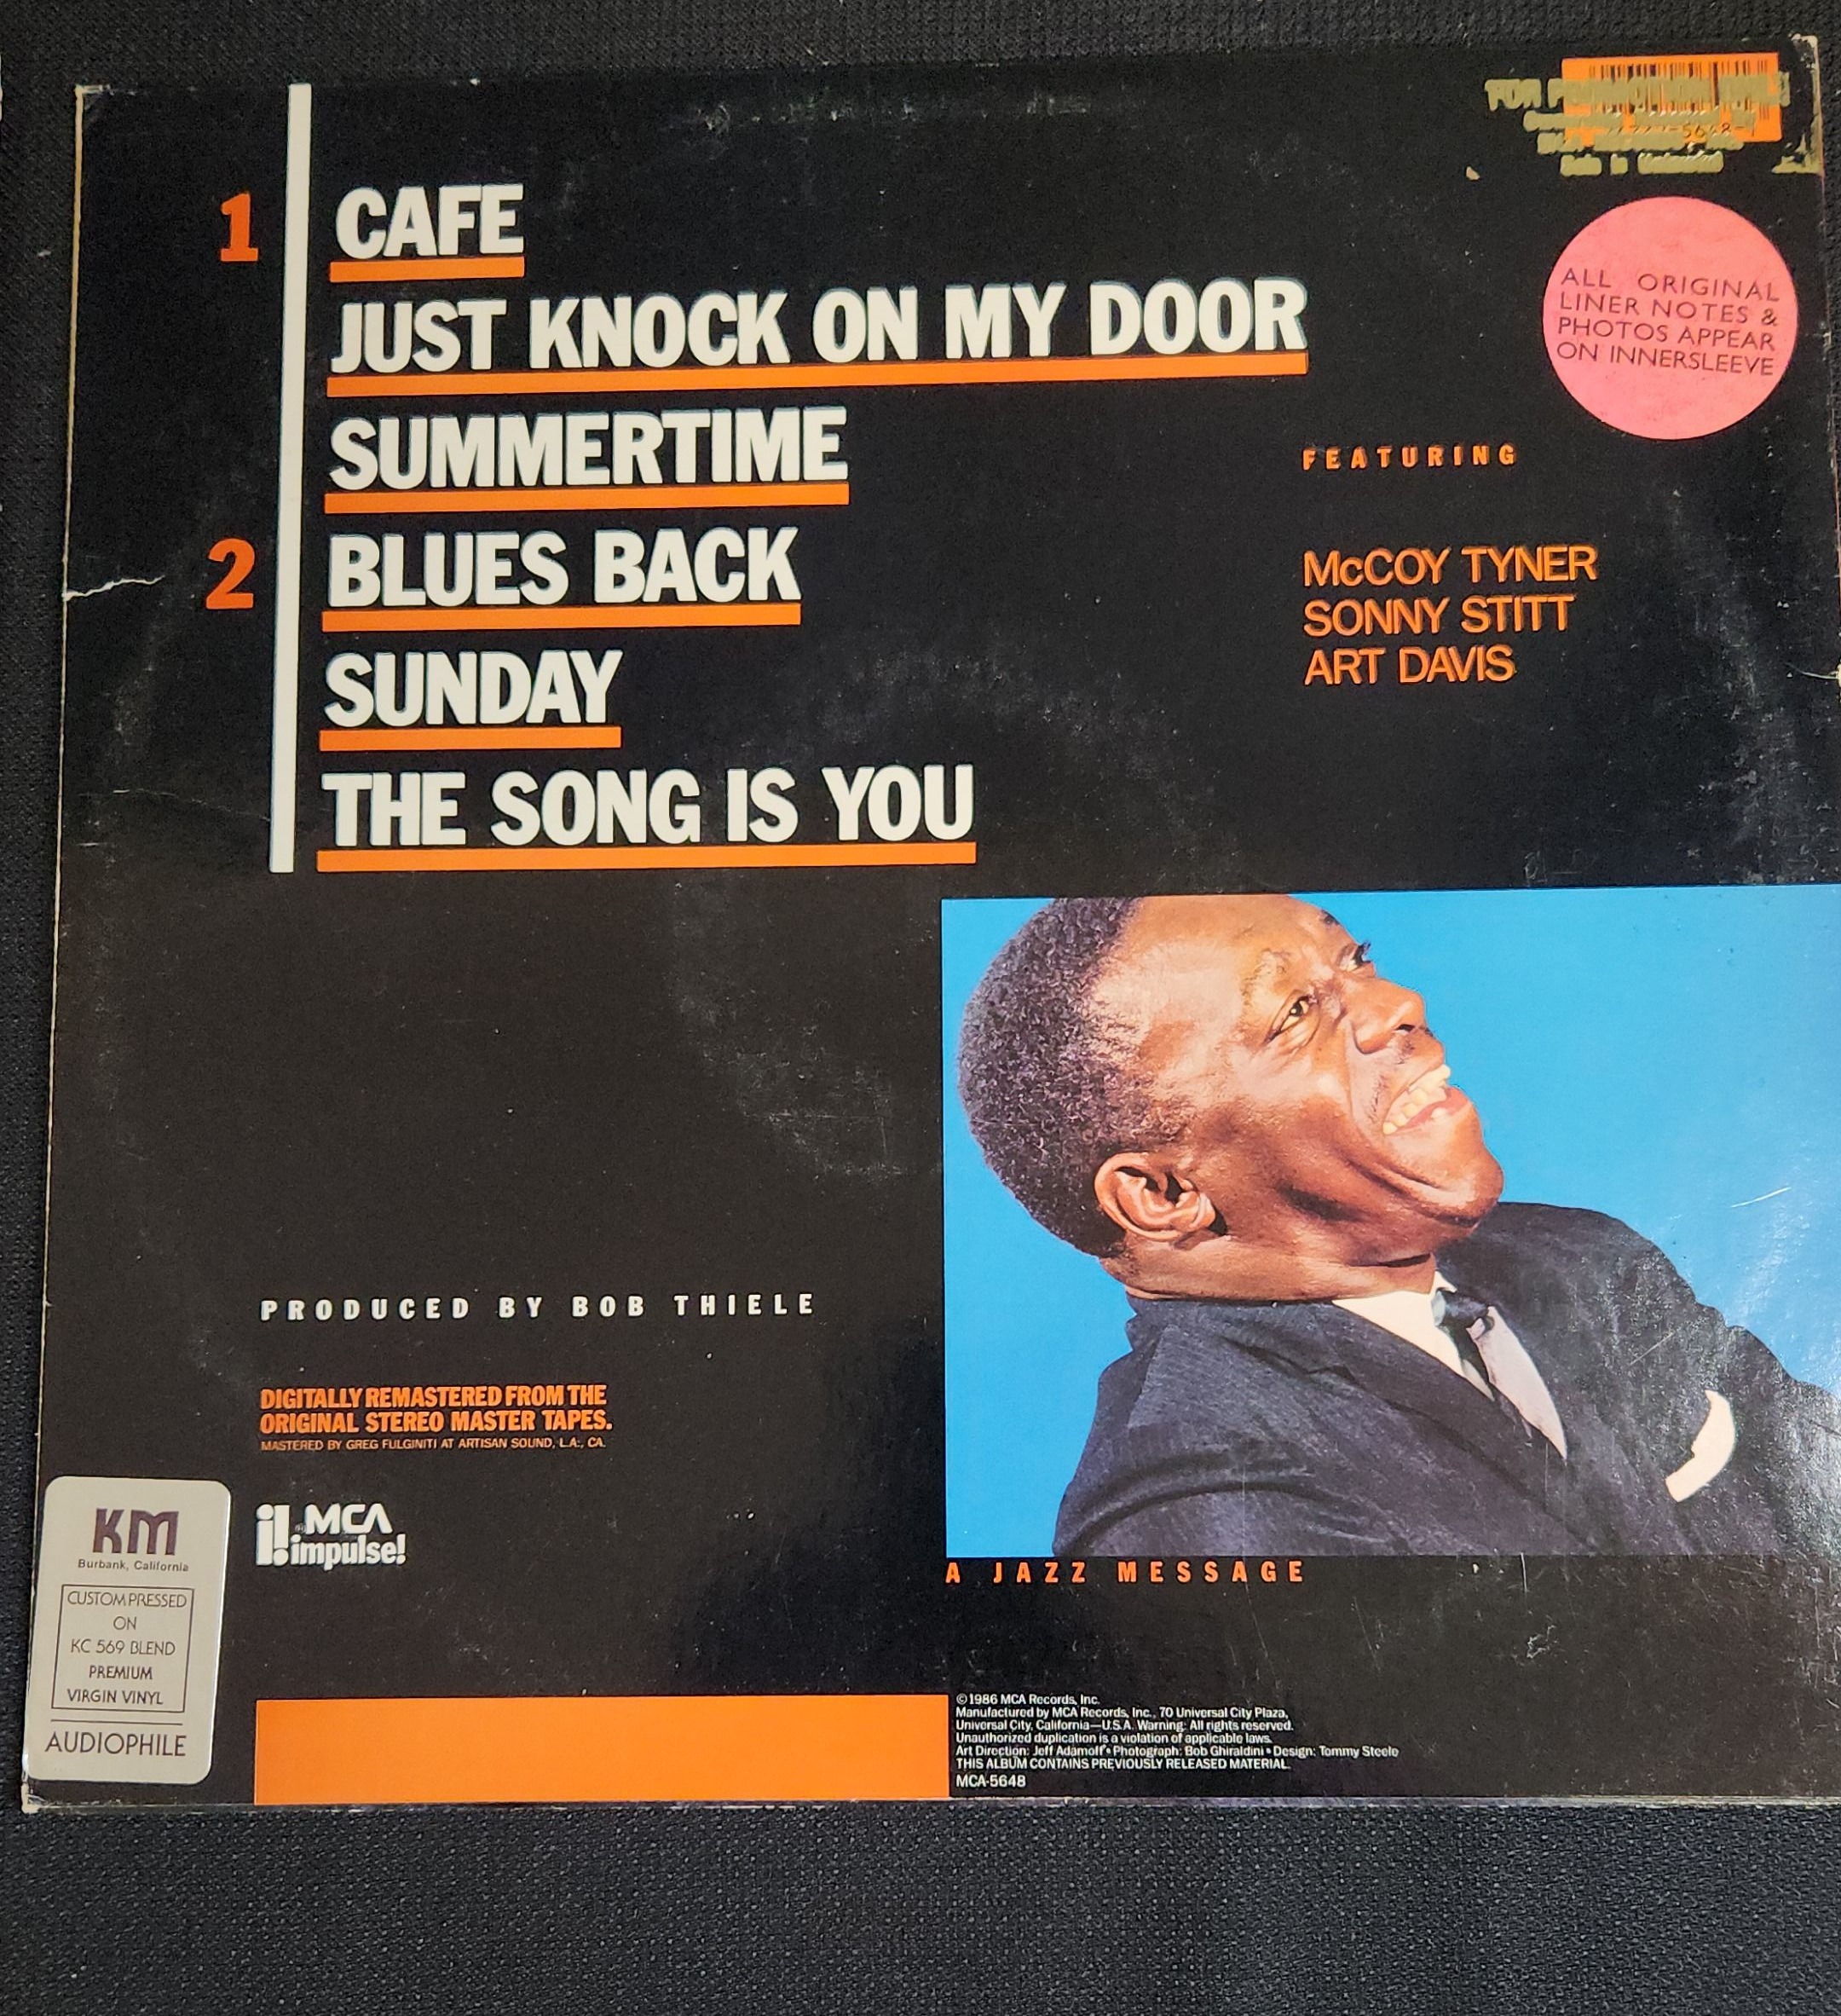 FOR PROMOTION ONLY
1
CAFE
JUST KNOCK ON MY DOOR
SUMMERTIME
2
BLUES BACK
SUNDAY
THE SONG IS YOU
ALL ORIGINAL
LINER NOTES &
PHOTOS APPEAR
ON INNERSLEEVE
FEATURING
McCOY TYNER
SONNY STITT
ART DAVIS
PRODUCED BY BOB THIELE
DIGITALLY REMASTERED FROM THE
ORIGINAL STEREO MASTER TAPES.
MASTERED BY GREG FULGINITI AT ARTISAN SOUND, L.A., CA.
MCA
impulse!
KM
Burbank, California
CUSTOM PRESSED
ON
KC 569 BLEND
PREMIUM
VIRGIN VINYL
AUDIOPHILE
A JAZZ MESSAGE
©1986 MCA Records, Inc.
Manufactured by MCA Records, Inc., 70 Universal City Plaza,
Universal City, California—U.S.A. Warning: All rights reserved.
Unauthorized duplication is a violation of applicable laws.
Art Direction: Jeff Adamoff • Photograph: Bob Ghiraldini • Design: Tommy Steele
THIS ALBUM CONTAINS PREVIOUSLY RELEASED MATERIAL.
MCA-5648